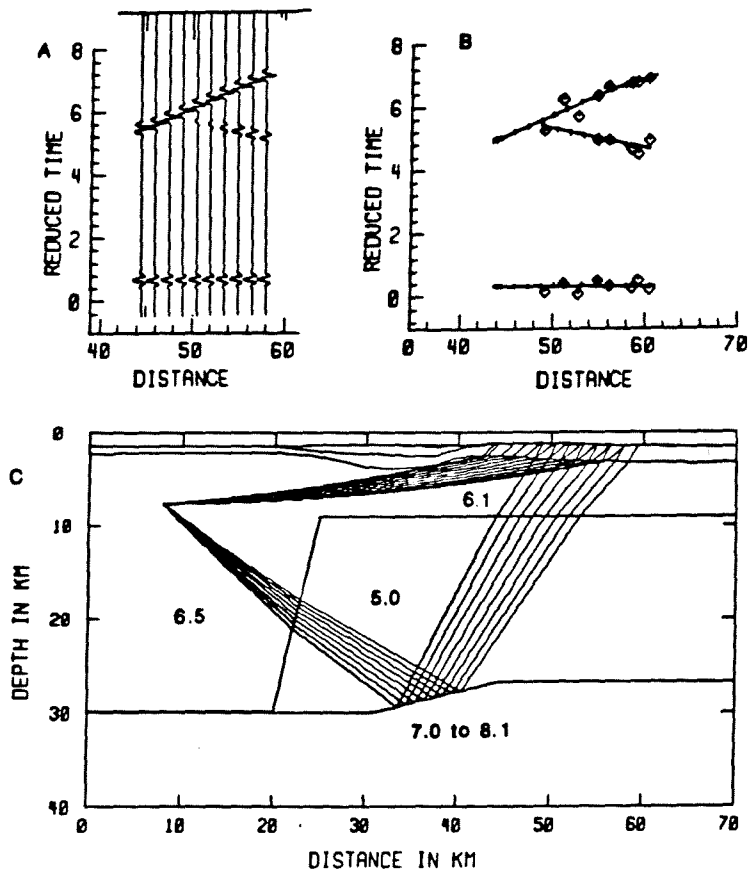 A
B
8
6
4
2
0
REDUCED TIME
40 50 60
DISTANCE
8
6
4
2
0
REDUCED TIME
0 40 50 60 70
DISTANCE
C
0
10
20
30
40
DEPTH IN KM
6.1
5.0
6.5
7.0 to 8.1
0 10 20 30 40 50 60 70
DISTANCE IN KM